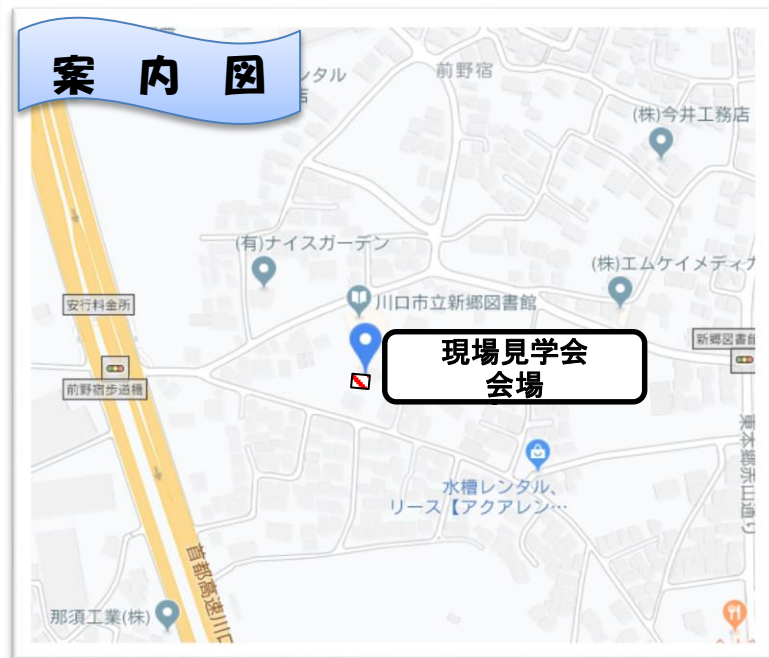 案 内 図
ンタル
店
前野宿
(株)今井工務店
(有)ナイスガーデン
(株)エムケイメディカ
川口市立新郷図書館
安行料金所
現場見学会
会場
新郷図書館
前野宿歩道橋
東本郷赤山通り
水槽レンタル、
リース【アクアレン…
首都高速川口
那須工業(株)